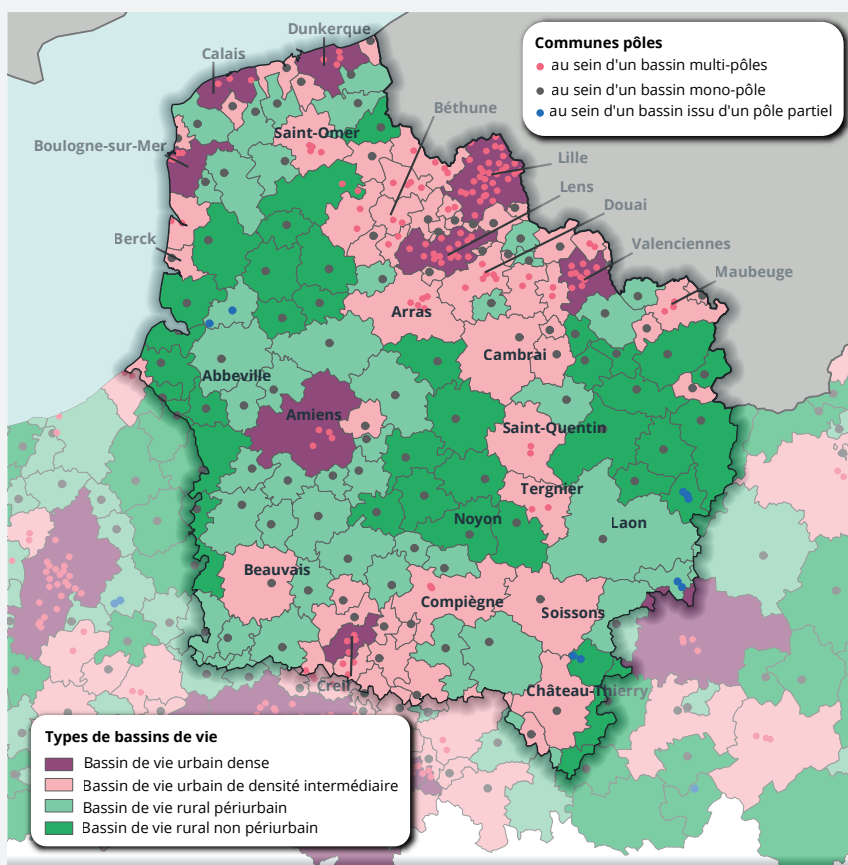 Dunkerque
Calais
Communes pôles
au sein d'un bassin multi-pôles
au sein d'un bassin mono-pôle
au sein d'un bassin issu d'un pôle partiel
Béthune
Saint-Omer
Boulogne-sur-Mer
Lille
Lens
Douai
Berck
Valenciennes
Maubeuge
Arras
Cambrai
Abbeville
Amiens
Saint-Quentin
Tergnier
Noyon
Laon
Beauvais
Compiègne
Soissons
Creil
Château-Thierry
Types de bassins de vie
Bassin de vie urbain dense
Bassin de vie urbain de densité intermédiaire
Bassin de vie rural périurbain
Bassin de vie rural non périurbain